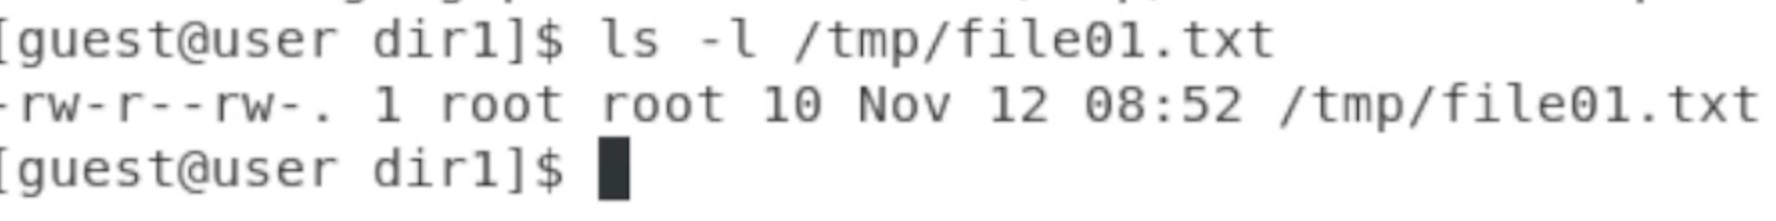 [guest@user dir1]$ ls -l /tmp/file01.txt
-rw-r--rw-. 1 root root 10 Nov 12 08:52 /tmp/file01.txt
[guest@user dir1]$